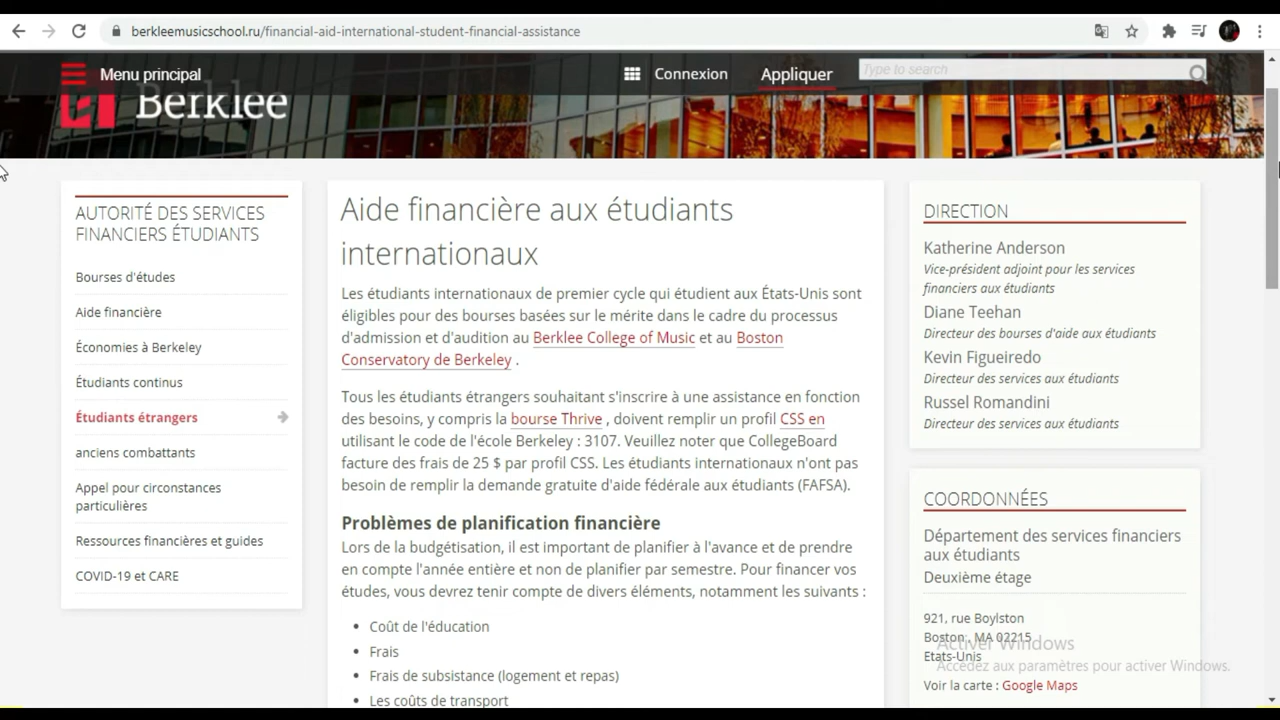 berkleemusicschool.ru/financial-aid-international-student-financial-assistance
Menu principal
Connexion
Appliquer
Type to search
Berklee
AUTORITÉ DES SERVICES
FINANCIERS ÉTUDIANTS
Bourses d'études
Aide financière
Économies à Berkeley
Étudiants continus
Étudiants étrangers
anciens combattants
Appel pour circonstances
particulières
Ressources financières et guides
COVID-19 et CARE
Aide financière aux étudiants
internationaux
Les étudiants internationaux de premier cycle qui étudient aux États-Unis sont
éligibles pour des bourses basées sur le mérite dans le cadre du processus
d'admission et d'audition au Berklee College of Music et au Boston
Conservatory de Berkeley .
Tous les étudiants étrangers souhaitant s'inscrire à une assistance en fonction
des besoins, y compris la bourse Thrive , doivent remplir un profil CSS en
utilisant le code de l'école Berkeley : 3107. Veuillez noter que CollegeBoard
facture des frais de 25 $ par profil CSS. Les étudiants internationaux n'ont pas
besoin de remplir la demande gratuite d'aide fédérale aux étudiants (FAFSA).
Problèmes de planification financière
Lors de la budgétisation, il est important de planifier à l'avance et de prendre
en compte l'année entière et non de planifier par semestre. Pour financer vos
études, vous devrez tenir compte de divers éléments, notamment les suivants :
• Coût de l'éducation
• Frais
• Frais de subsistance (logement et repas)
• Les coûts de transport
DIRECTION
Katherine Anderson
Vice-président adjoint pour les services
financiers aux étudiants
Diane Teehan
Directeur des bourses d'aide aux étudiants
Kevin Figueiredo
Directeur des services aux étudiants
Russel Romandini
Directeur des services aux étudiants
COORDONNÉES
Département des services financiers
aux étudiants
Deuxième étage
921, rue Boylston
Boston, MA 02215
Etats-Unis
Voir la carte : Google Maps
Activer Windows
Accédez aux paramètres pour activer Windows.